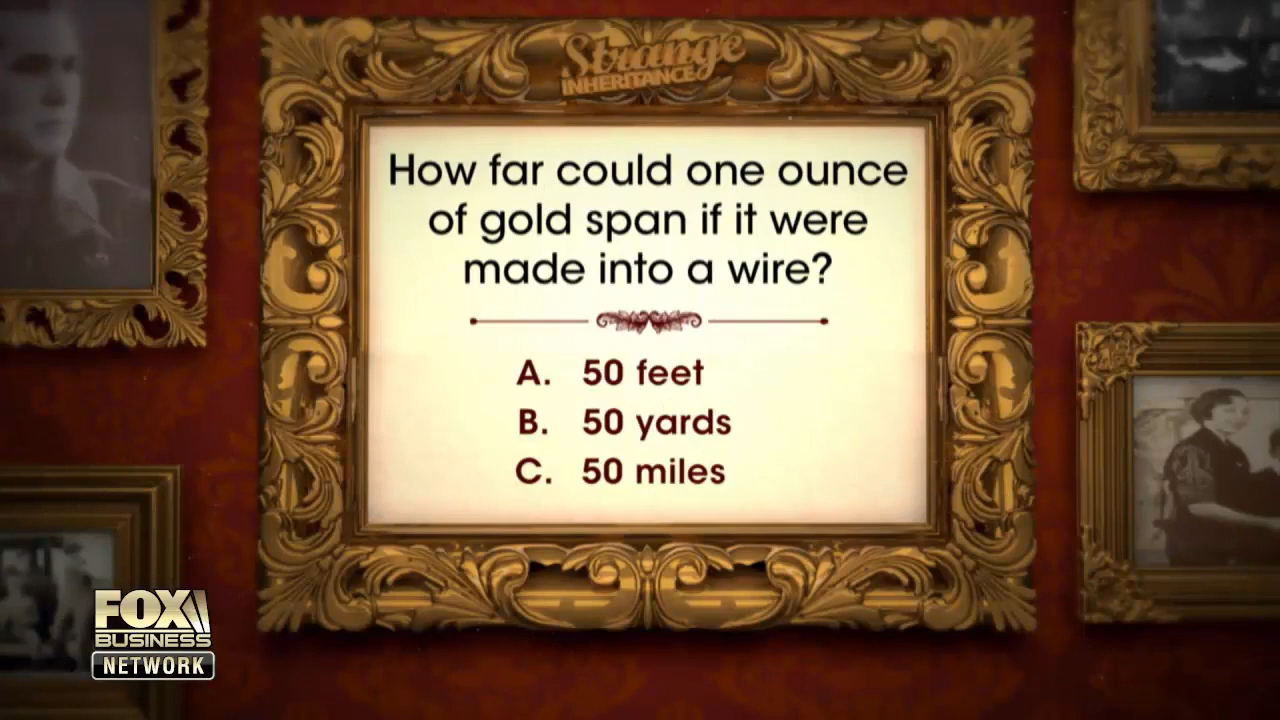 Strange
INHERITANCE
How far could one ounce
of gold span if it were
made into a wire?
A. 50 feet
B. 50 yards
C. 50 miles
FOX
BUSINESS
NETWORK